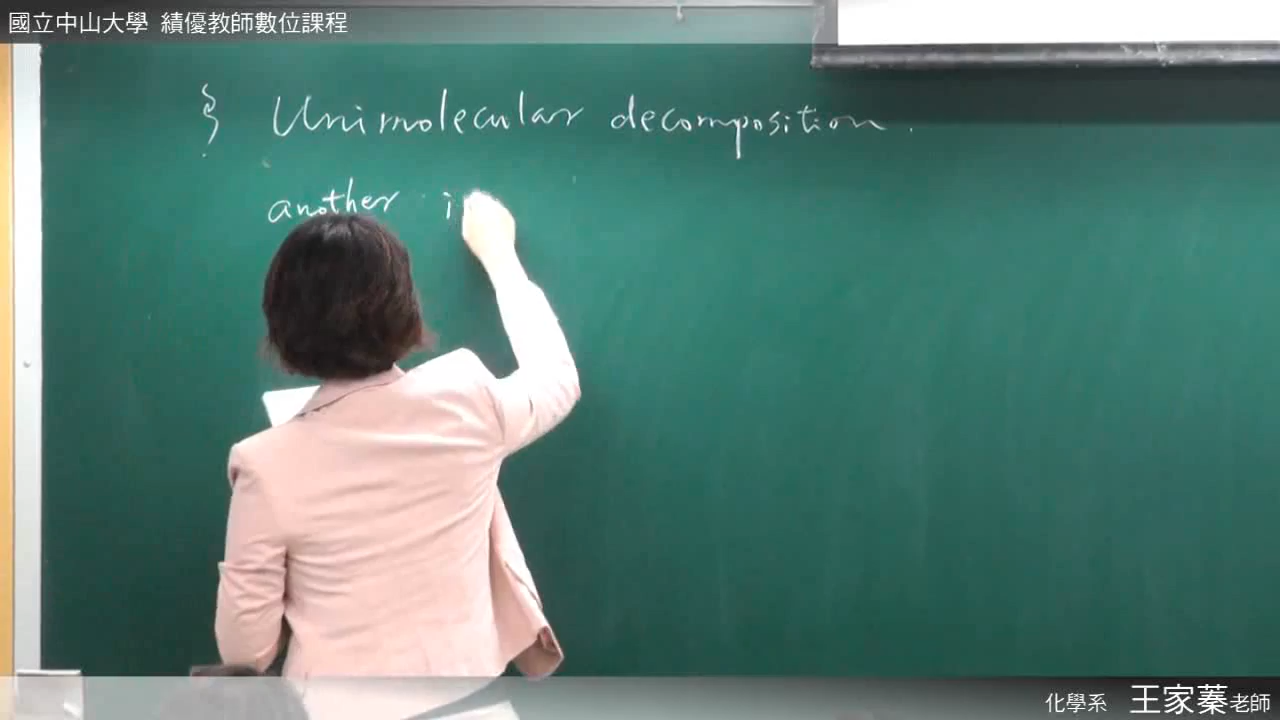 國立中山大學 績優教師數位課程
§ Unimolecular decomposition.
another i
化學系 王家蓁老師